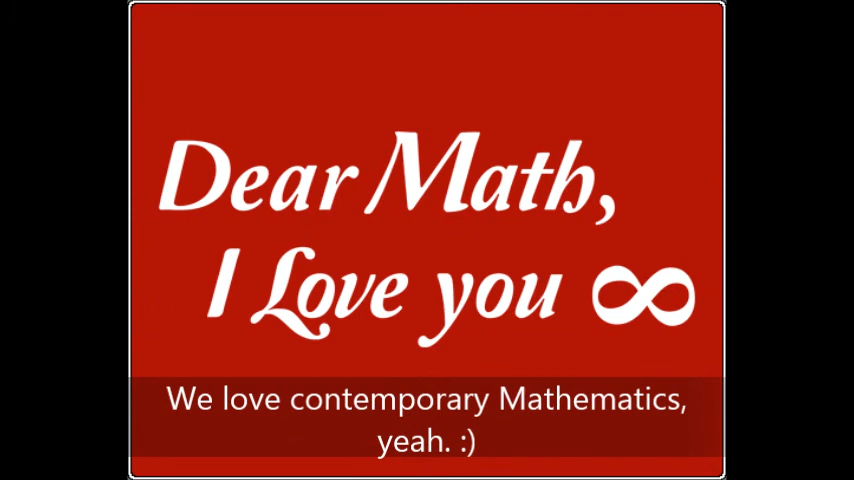 Dear Math,
I Love you ∞
We love contemporary Mathematics,
yeah. :)